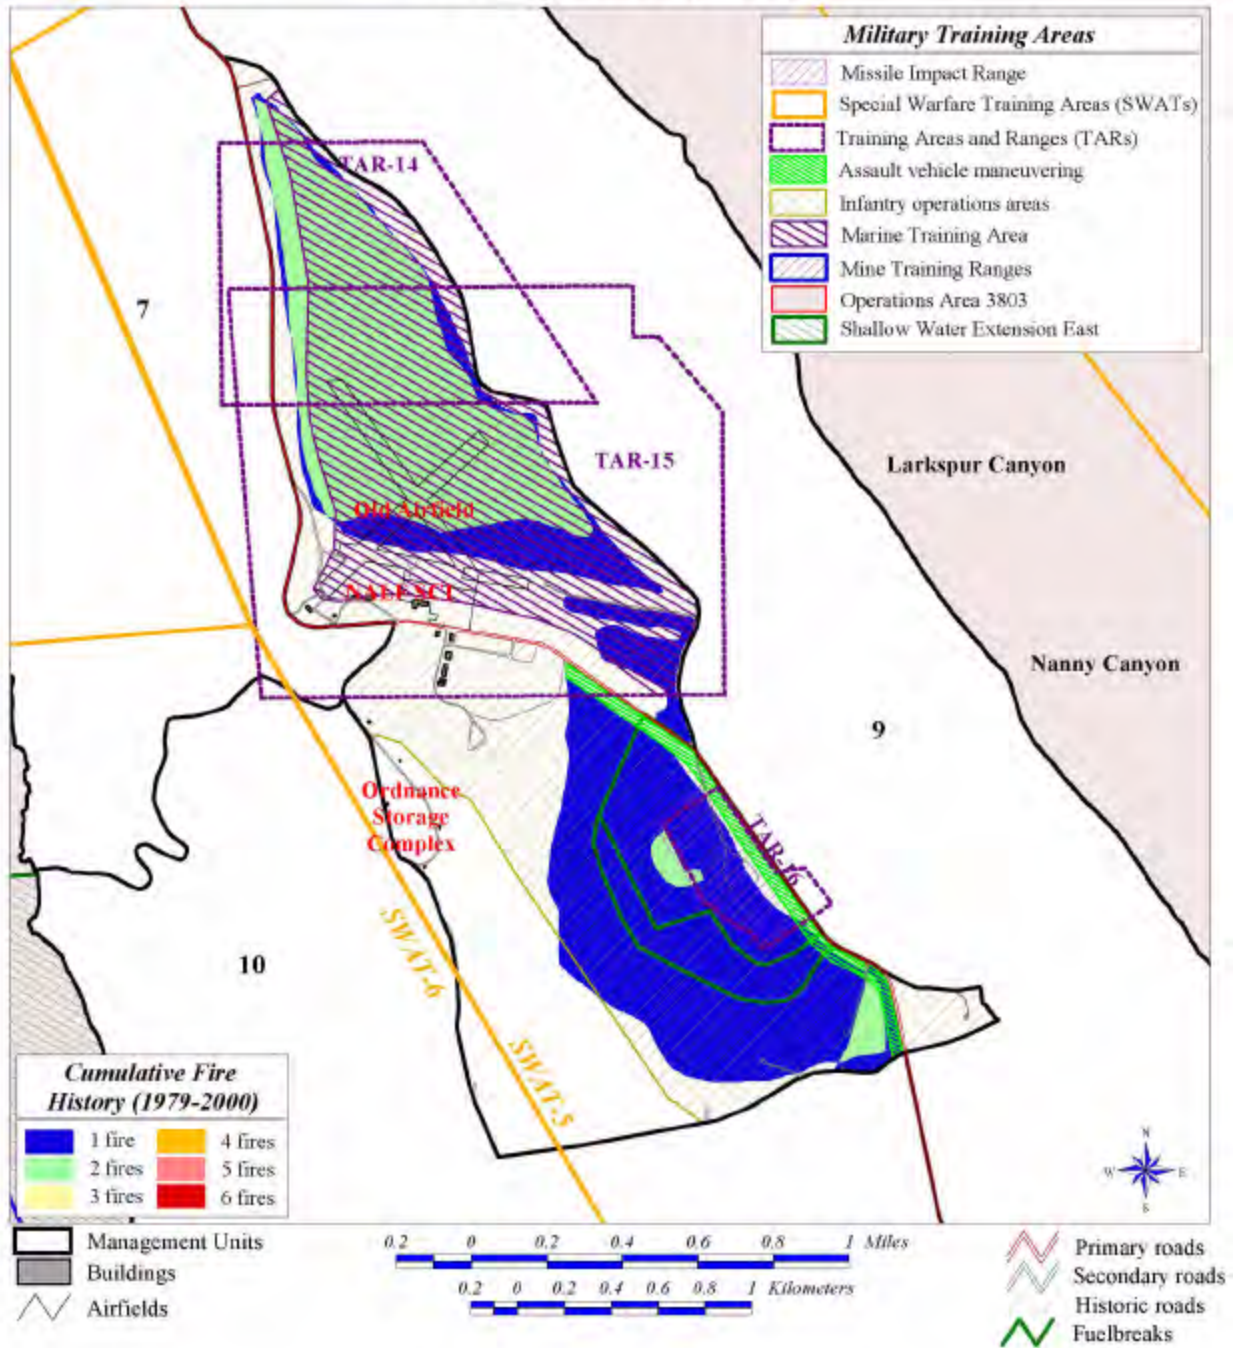 Military Training Areas
Missile Impact Range
Special Warfare Training Areas (SWATs)
Training Areas and Ranges (TARs)
Assault vehicle maneuvering
Infantry operations areas
Marine Training Area
Mine Training Ranges
Operations Area 3803
Shallow Water Extension East
TAR-14
7
TAR-15
Larkspur Canyon
Old Airfield
NALF SCI
Nanny Canyon
9
Ordnance
Storage
Complex
TAR-16
SWAT-6
10
SWAT-5
Cumulative Fire
History (1979-2000)
1 fire
4 fires
2 fires
5 fires
3 fires
6 fires
N
W
E
S
Management Units
Buildings
Airfields
0.2 0 0.2 0.4 0.6 0.8 1 Miles
0.2 0 0.2 0.4 0.6 0.8 1 Kilometers
Primary roads
Secondary roads
Historic roads
Fuelbreaks